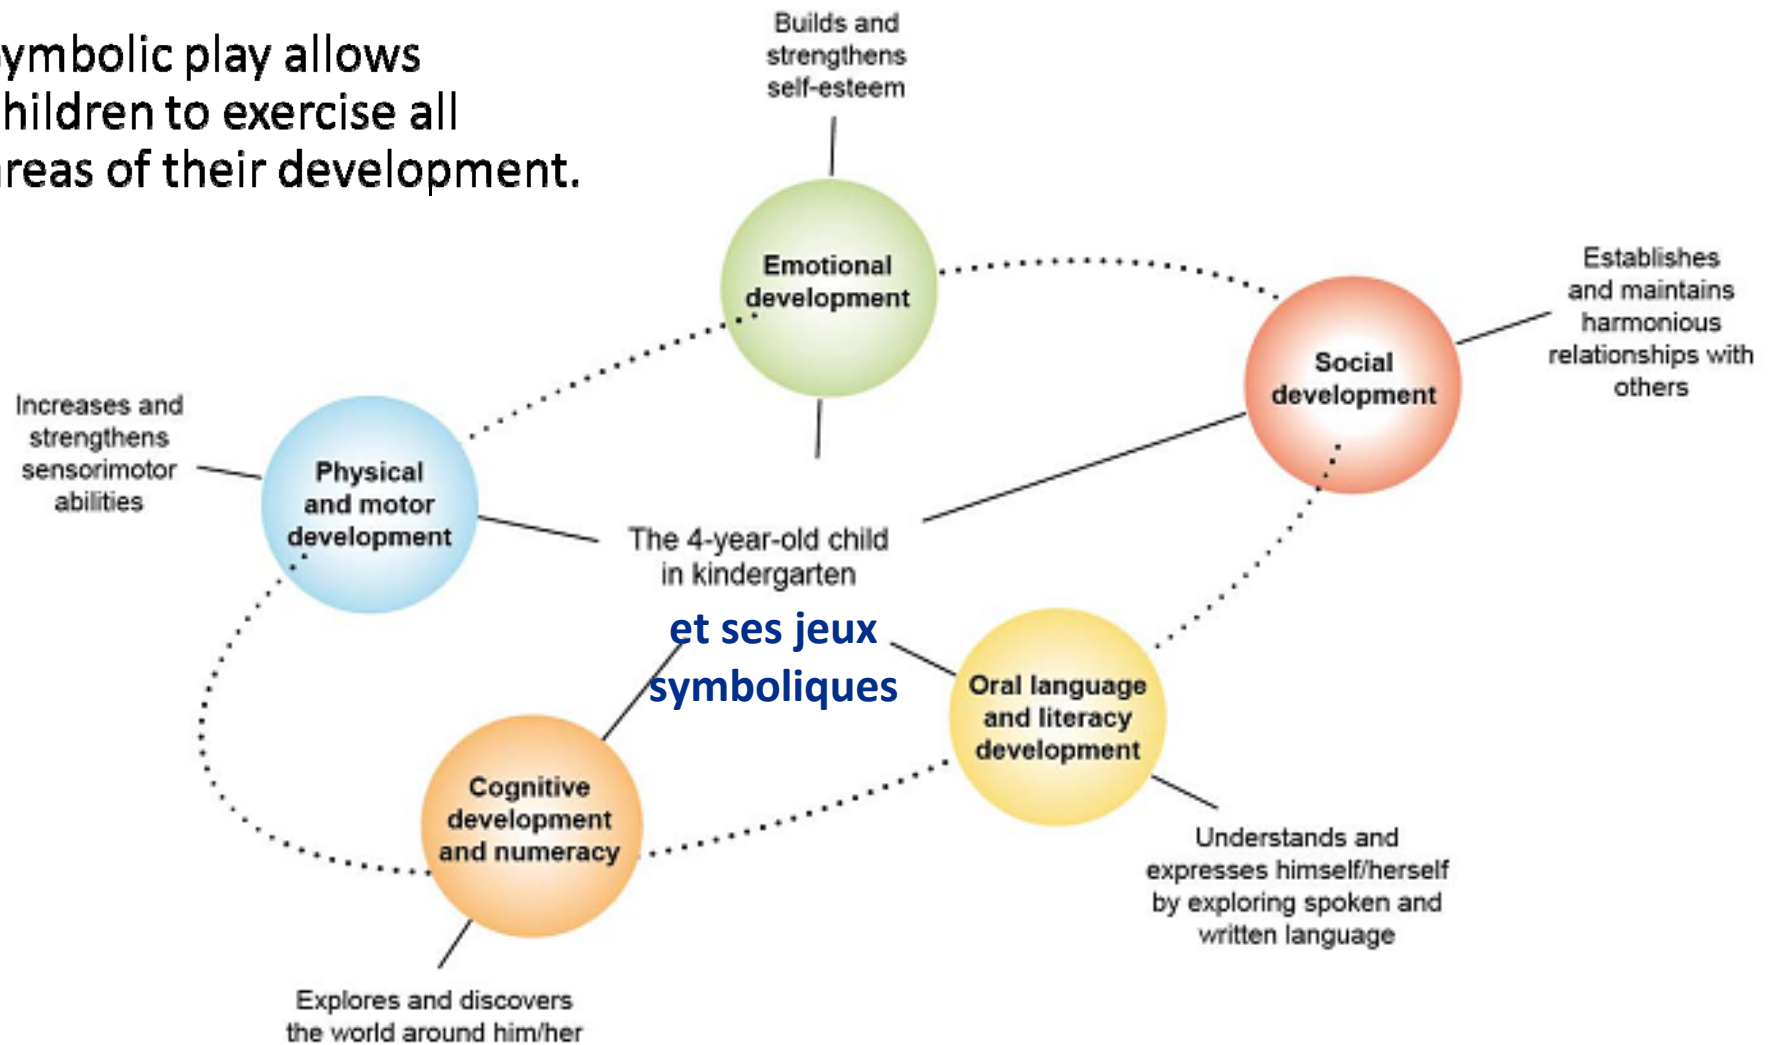 ymbolic play allows
hildren to exercise all
reas of their development.
Builds and
strengthens
self-esteem
Emotional
development
Establishes
and maintains
harmonious
relationships with
others
Social
development
Increases and
strengthens
sensorimotor
abilities
Physical
and motor
development
The 4-year-old child
in kindergarten
et ses jeux
symboliques
Oral language
and literacy
development
Cognitive
development
and numeracy
Understands and
expresses himself/herself
by exploring spoken and
written language
Explores and discovers
the world around him/her